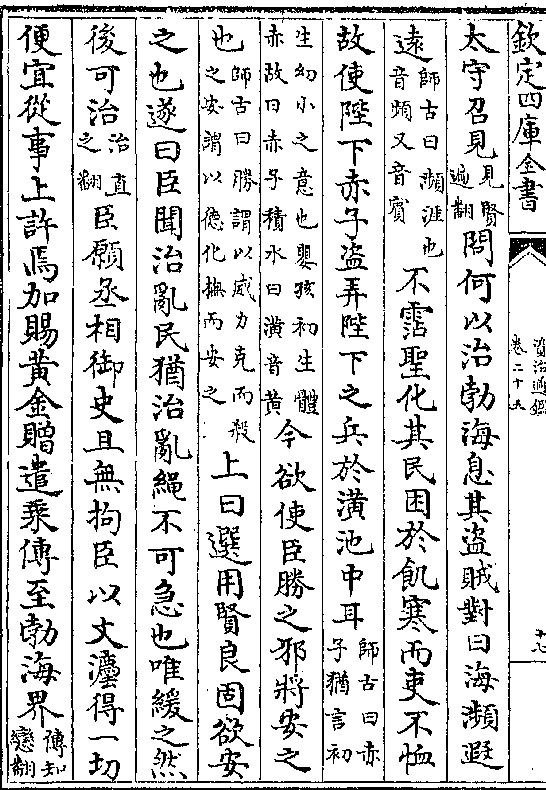 欽定四庫全書
資治通鑑
卷二十五
十七
太守召見見賢遍翻問何以治勃海息其盜賊對曰海瀕遐
遠師古曰瀕涯也音頻又音賓不霑聖化其民困於飢寒而吏不恤
故使陛下赤子盜弄陛下之兵於潢池中耳師古曰赤子猶言初
生幼小之意也嬰孩初生體赤故曰赤子積水曰潢音黃今欲使臣勝之邪將安之
也師古曰勝謂以威力克而殺之安謂以德化撫而安之上曰選用賢良固欲安
之也遂曰臣聞治亂民猶治亂繩不可急也唯緩之然
後可治治直之翻臣願丞相御史且無拘臣以文灋得一切
便宜從事上許焉加賜黃金贈遣乘傳至勃海界傳知戀翻